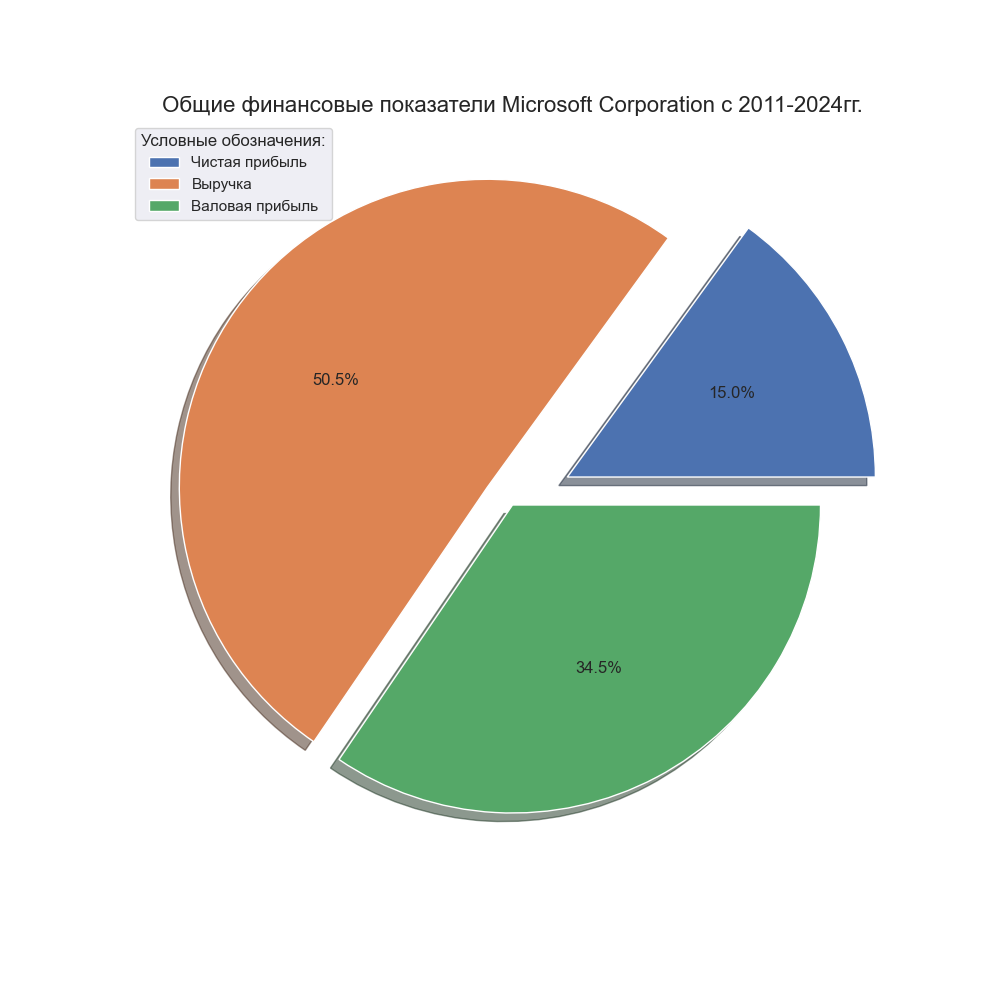 Общие финансовые показатели Microsoft Corporation с 2011-2024гг.
Условные обозначения:
Чистая прибыль
Выручка
Валовая прибыль
50.5%
15.0%
34.5%